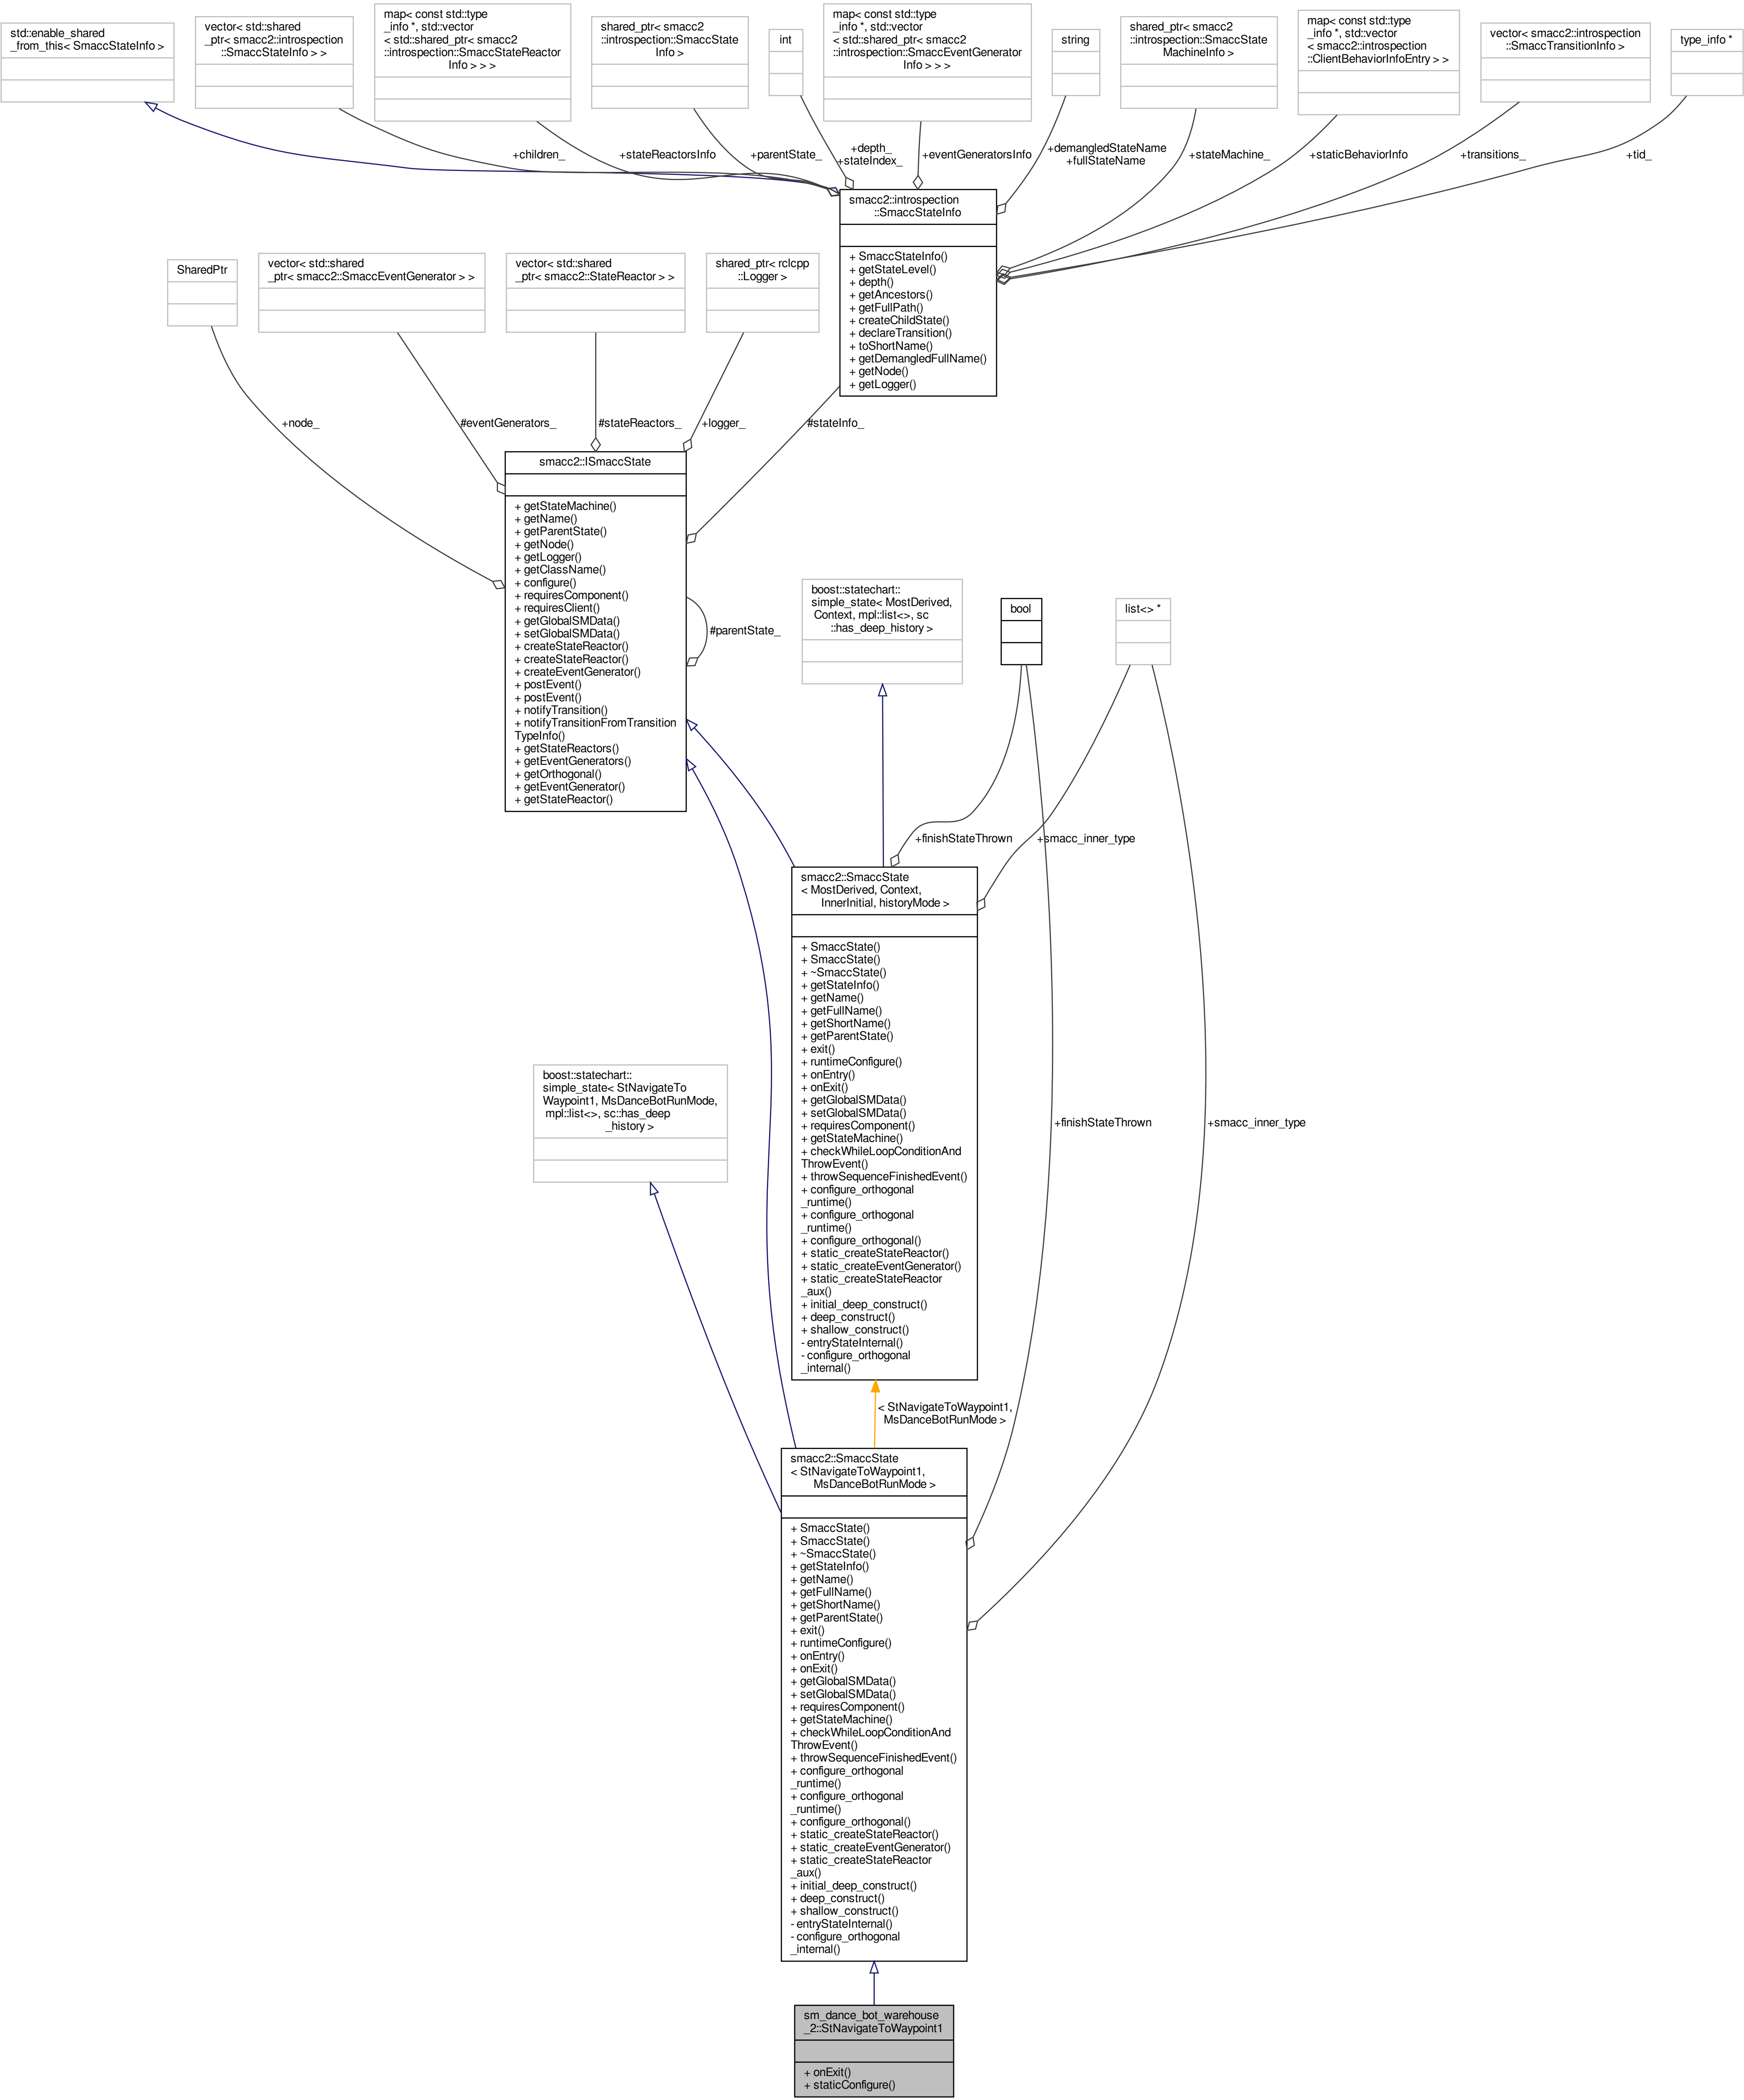 std::enable_shared
_from_this< SmaccStateInfo >
vector< std::shared
_ptr< smacc2::introspection
::SmaccStateInfo > >
map< const std::type
_info *, std::vector
< std::shared_ptr< smacc2
::introspection::SmaccStateReactor
Info > > >
shared_ptr< smacc2
::introspection::SmaccState
Info >
int
map< const std::type
_info *, std::vector
< std::shared_ptr< smacc2
::introspection::SmaccEventGenerator
Info > > >
string
shared_ptr< smacc2
::introspection::SmaccState
MachineInfo >
map< const std::type
_info *, std::vector
< smacc2::introspection
::ClientBehaviorInfoEntry > >
vector< smacc2::introspection
::SmaccTransitionInfo >
type_info *
+children_
+stateReactorsInfo
+parentState_
+depth_
+stateIndex_
+eventGeneratorsInfo
+demangledStateName
+fullStateName
+stateMachine_
+staticBehaviorInfo
+transitions_
+tid_
smacc2::introspection
::SmaccStateInfo
+ SmaccStateInfo()
+ getStateLevel()
+ depth()
+ getAncestors()
+ getFullPath()
+ createChildState()
+ declareTransition()
+ toShortName()
+ getDemangledFullName()
+ getNode()
+ getLogger()
SharedPtr
vector< std::shared
_ptr< smacc2::SmaccEventGenerator > >
vector< std::shared
_ptr< smacc2::StateReactor > >
shared_ptr< rclcpp
::Logger >
+node_
#eventGenerators_
#stateReactors_
+logger_
#stateInfo_
smacc2::ISmaccState
+ getStateMachine()
+ getName()
+ getParentState()
+ getNode()
+ getLogger()
+ getClassName()
+ configure()
+ requiresComponent()
+ requiresClient()
+ getGlobalSMData()
+ setGlobalSMData()
+ createStateReactor()
+ createStateReactor()
+ createEventGenerator()
+ postEvent()
+ postEvent()
+ notifyTransition()
+ notifyTransitionFromTransition
TypeInfo()
+ getStateReactors()
+ getEventGenerators()
+ getOrthogonal()
+ getEventGenerator()
+ getStateReactor()
#parentState_
boost::statechart::
simple_state< MostDerived,
Context, mpl::list<>, sc
::has_deep_history >
bool
list<> *
+finishStateThrown
+smacc_inner_type
smacc2::SmaccState
< MostDerived, Context,
InnerInitial, historyMode >
+ SmaccState()
+ SmaccState()
+ ~SmaccState()
+ getStateInfo()
+ getName()
+ getFullName()
+ getShortName()
+ getParentState()
+ exit()
+ runtimeConfigure()
+ onEntry()
+ onExit()
+ getGlobalSMData()
+ setGlobalSMData()
+ requiresComponent()
+ getStateMachine()
+ checkWhileLoopConditionAnd
ThrowEvent()
+ throwSequenceFinishedEvent()
+ configure_orthogonal
_runtime()
+ configure_orthogonal
_runtime()
+ configure_orthogonal()
+ static_createStateReactor()
+ static_createEventGenerator()
+ static_createStateReactor
_aux()
+ initial_deep_construct()
+ deep_construct()
+ shallow_construct()
- entryStateInternal()
- configure_orthogonal
_internal()
boost::statechart::
simple_state< StNavigateTo
Waypoint1, MsDanceBotRunMode,
mpl::list<>, sc::has_deep
_history >
+finishStateThrown
+smacc_inner_type
< StNavigateToWaypoint1,
MsDanceBotRunMode >
smacc2::SmaccState
< StNavigateToWaypoint1,
MsDanceBotRunMode >
+ SmaccState()
+ SmaccState()
+ ~SmaccState()
+ getStateInfo()
+ getName()
+ getFullName()
+ getShortName()
+ getParentState()
+ exit()
+ runtimeConfigure()
+ onEntry()
+ onExit()
+ getGlobalSMData()
+ setGlobalSMData()
+ requiresComponent()
+ getStateMachine()
+ checkWhileLoopConditionAnd
ThrowEvent()
+ throwSequenceFinishedEvent()
+ configure_orthogonal
_runtime()
+ configure_orthogonal
_runtime()
+ configure_orthogonal()
+ static_createStateReactor()
+ static_createEventGenerator()
+ static_createStateReactor
_aux()
+ initial_deep_construct()
+ deep_construct()
+ shallow_construct()
- entryStateInternal()
- configure_orthogonal
_internal()
sm_dance_bot_warehouse
_2::StNavigateToWaypoint1
+ onExit()
+ staticConfigure()